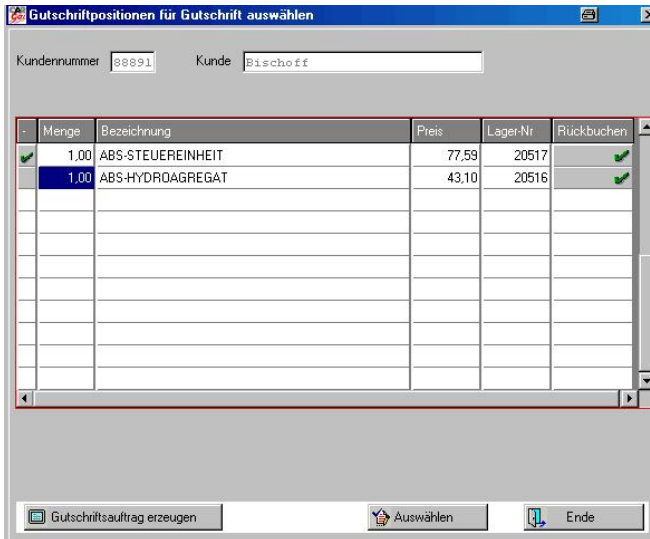 Gutschriftpositionen für Gutschrift auswählen
Kundennummer 88891 Kunde Bischoff
- Menge Bezeichnung Preis Lager-Nr Rückbuchen
1,00 ABS-STEUEREINHEIT 77,59 20517
1,00 ABS-HYDROAGREGAT 43,10 20516
Gutschriftsauftrag erzeugen Auswählen Ende